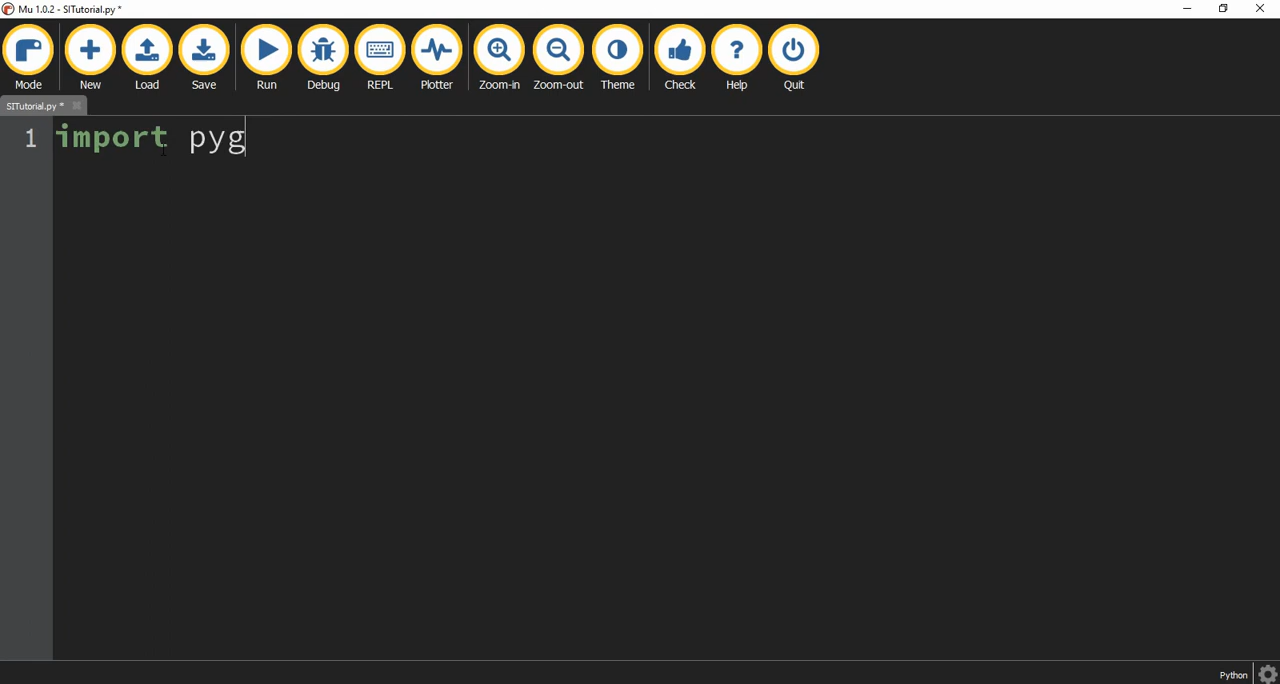 Mu 1.0.2 - SITutorial.py *
Mode New Load Save Run Debug REPL Plotter Zoom-in Zoom-out Theme Check Help Quit
SITutorial.py *
1 import pyg
Python